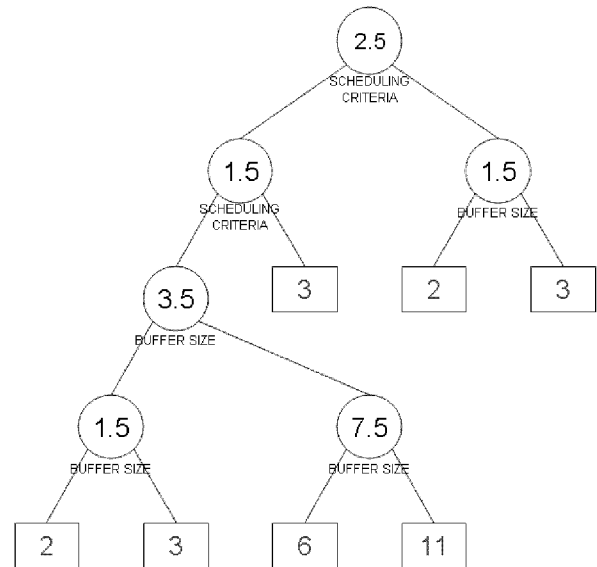 2.5
SCHEDULING
CRITERIA
1.5
SCHEDULING
CRITERIA
1.5
BUFFER SIZE
3.5
BUFFER SIZE
3
2
3
1.5
BUFFER SIZE
7.5
BUFFER SIZE
2
3
6
11